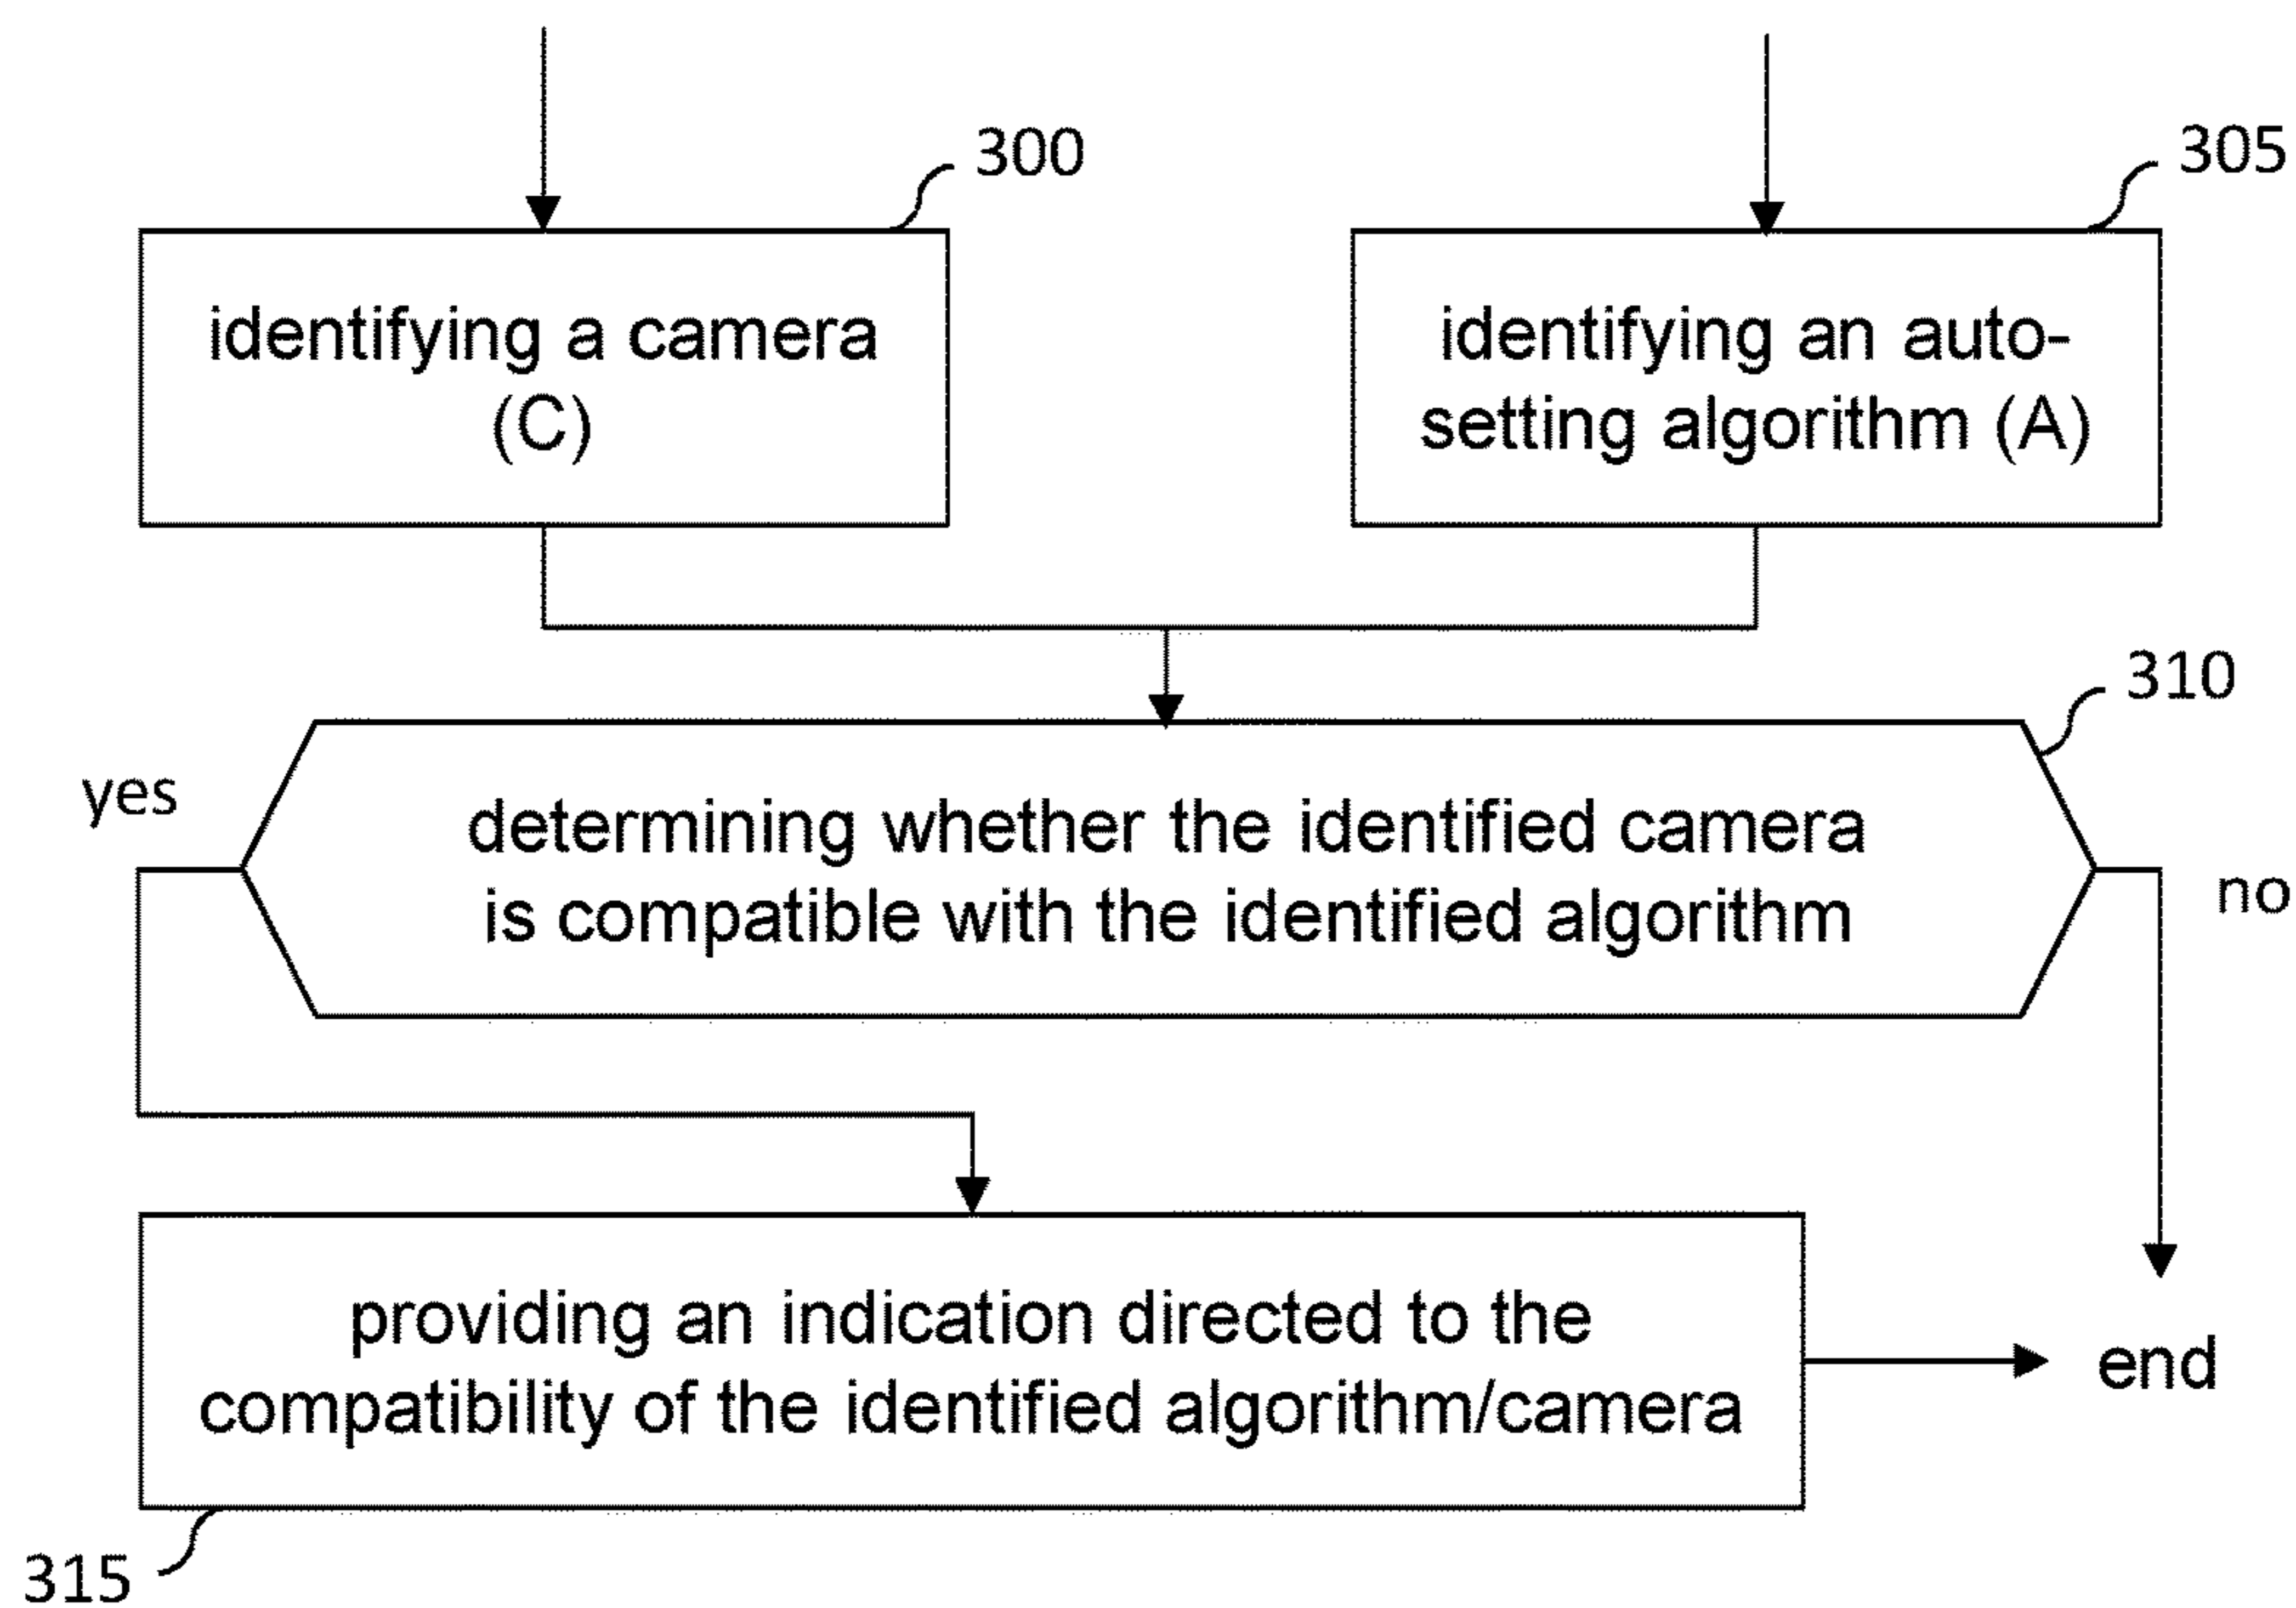 300
305
identifying a camera
(C)
identifying an auto-
setting algorithm (A)
310
yes
determining whether the identified camera
is compatible with the identified algorithm
no
providing an indication directed to the
compatibility of the identified algorithm/camera
end
315